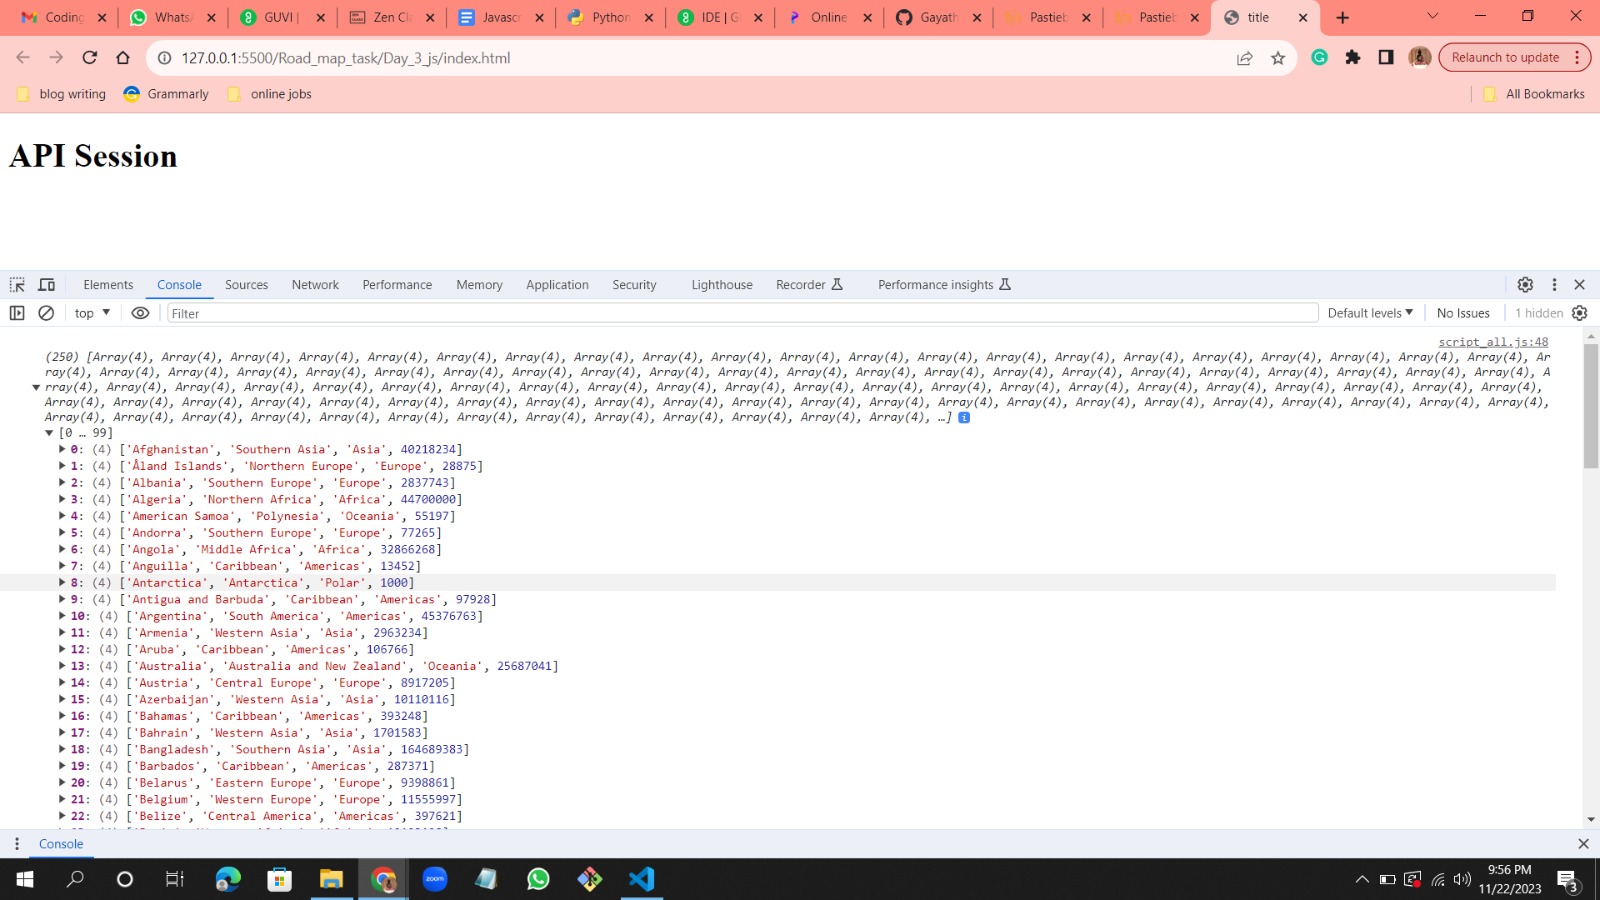 Coding
WhatsA
GUVI |
Zen Cla
Javascr
Python
IDE | G
Online
Gayath
Pastieb
Pastieb
title
127.0.0.1:5500/Road_map_task/Day_3_js/index.html
Relaunch to update
blog writing
Grammarly
online jobs
All Bookmarks
API Session
Elements Console Sources Network Performance Memory Application Security Lighthouse Recorder Performance insights
top
Filter
Default levels
No Issues
1 hidden
script_all.js:48
(250) [Array(4), Array(4), Array(4), Array(4), Array(4), Array(4), Array(4), Array(4), Array(4), Array(4), Array(4), Array(4), Array(4), Array(4), Array(4), Array(4), Array(4), Array(4), Array(4), Array(4), Array(4), Ar
ray(4), Array(4), Array(4), Array(4), Array(4), Array(4), Array(4), Array(4), Array(4), Array(4), Array(4), Array(4), Array(4), Array(4), Array(4), Array(4), Array(4), Array(4), Array(4), Array(4), Array(4), Array(4), A
rray(4), Array(4), Array(4), Array(4), Array(4), Array(4), Array(4), Array(4), Array(4), Array(4), Array(4), Array(4), Array(4), Array(4), Array(4), Array(4), Array(4), Array(4), Array(4), Array(4), Array(4), Array(4),
Array(4), Array(4), Array(4), Array(4), Array(4), Array(4), Array(4), Array(4), Array(4), Array(4), Array(4), Array(4), Array(4), Array(4), Array(4), Array(4), Array(4), Array(4), Array(4), Array(4), Array(4), Array(4),
Array(4), Array(4), Array(4), Array(4), Array(4), Array(4), Array(4), Array(4), Array(4), Array(4), Array(4), Array(4), Array(4), …] i
[0 … 99]
0: (4) ['Afghanistan', 'Southern Asia', 'Asia', 40218234]
1: (4) ['Åland Islands', 'Northern Europe', 'Europe', 28875]
2: (4) ['Albania', 'Southern Europe', 'Europe', 2837743]
3: (4) ['Algeria', 'Northern Africa', 'Africa', 44700000]
4: (4) ['American Samoa', 'Polynesia', 'Oceania', 55197]
5: (4) ['Andorra', 'Southern Europe', 'Europe', 77265]
6: (4) ['Angola', 'Middle Africa', 'Africa', 32866268]
7: (4) ['Anguilla', 'Caribbean', 'Americas', 13452]
8: (4) ['Antarctica', 'Antarctica', 'Polar', 1000]
9: (4) ['Antigua and Barbuda', 'Caribbean', 'Americas', 97928]
10: (4) ['Argentina', 'South America', 'Americas', 45376763]
11: (4) ['Armenia', 'Western Asia', 'Asia', 2963234]
12: (4) ['Aruba', 'Caribbean', 'Americas', 106766]
13: (4) ['Australia', 'Australia and New Zealand', 'Oceania', 25687041]
14: (4) ['Austria', 'Central Europe', 'Europe', 8917205]
15: (4) ['Azerbaijan', 'Western Asia', 'Asia', 10110116]
16: (4) ['Bahamas', 'Caribbean', 'Americas', 393248]
17: (4) ['Bahrain', 'Western Asia', 'Asia', 1701583]
18: (4) ['Bangladesh', 'Southern Asia', 'Asia', 164689383]
19: (4) ['Barbados', 'Caribbean', 'Americas', 287371]
20: (4) ['Belarus', 'Eastern Europe', 'Europe', 9398861]
21: (4) ['Belgium', 'Western Europe', 'Europe', 11555997]
22: (4) ['Belize', 'Central America', 'Americas', 397621]
Console
zoom
9:56 PM
11/22/2023
3